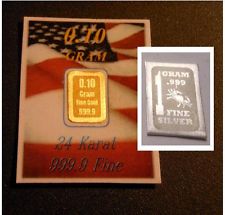 0.10
GRAM
0.10
Gram
Fine Gold
999.9
24 Karat
999.9 Fine
1
GRAM
.999
FINE
SILVER